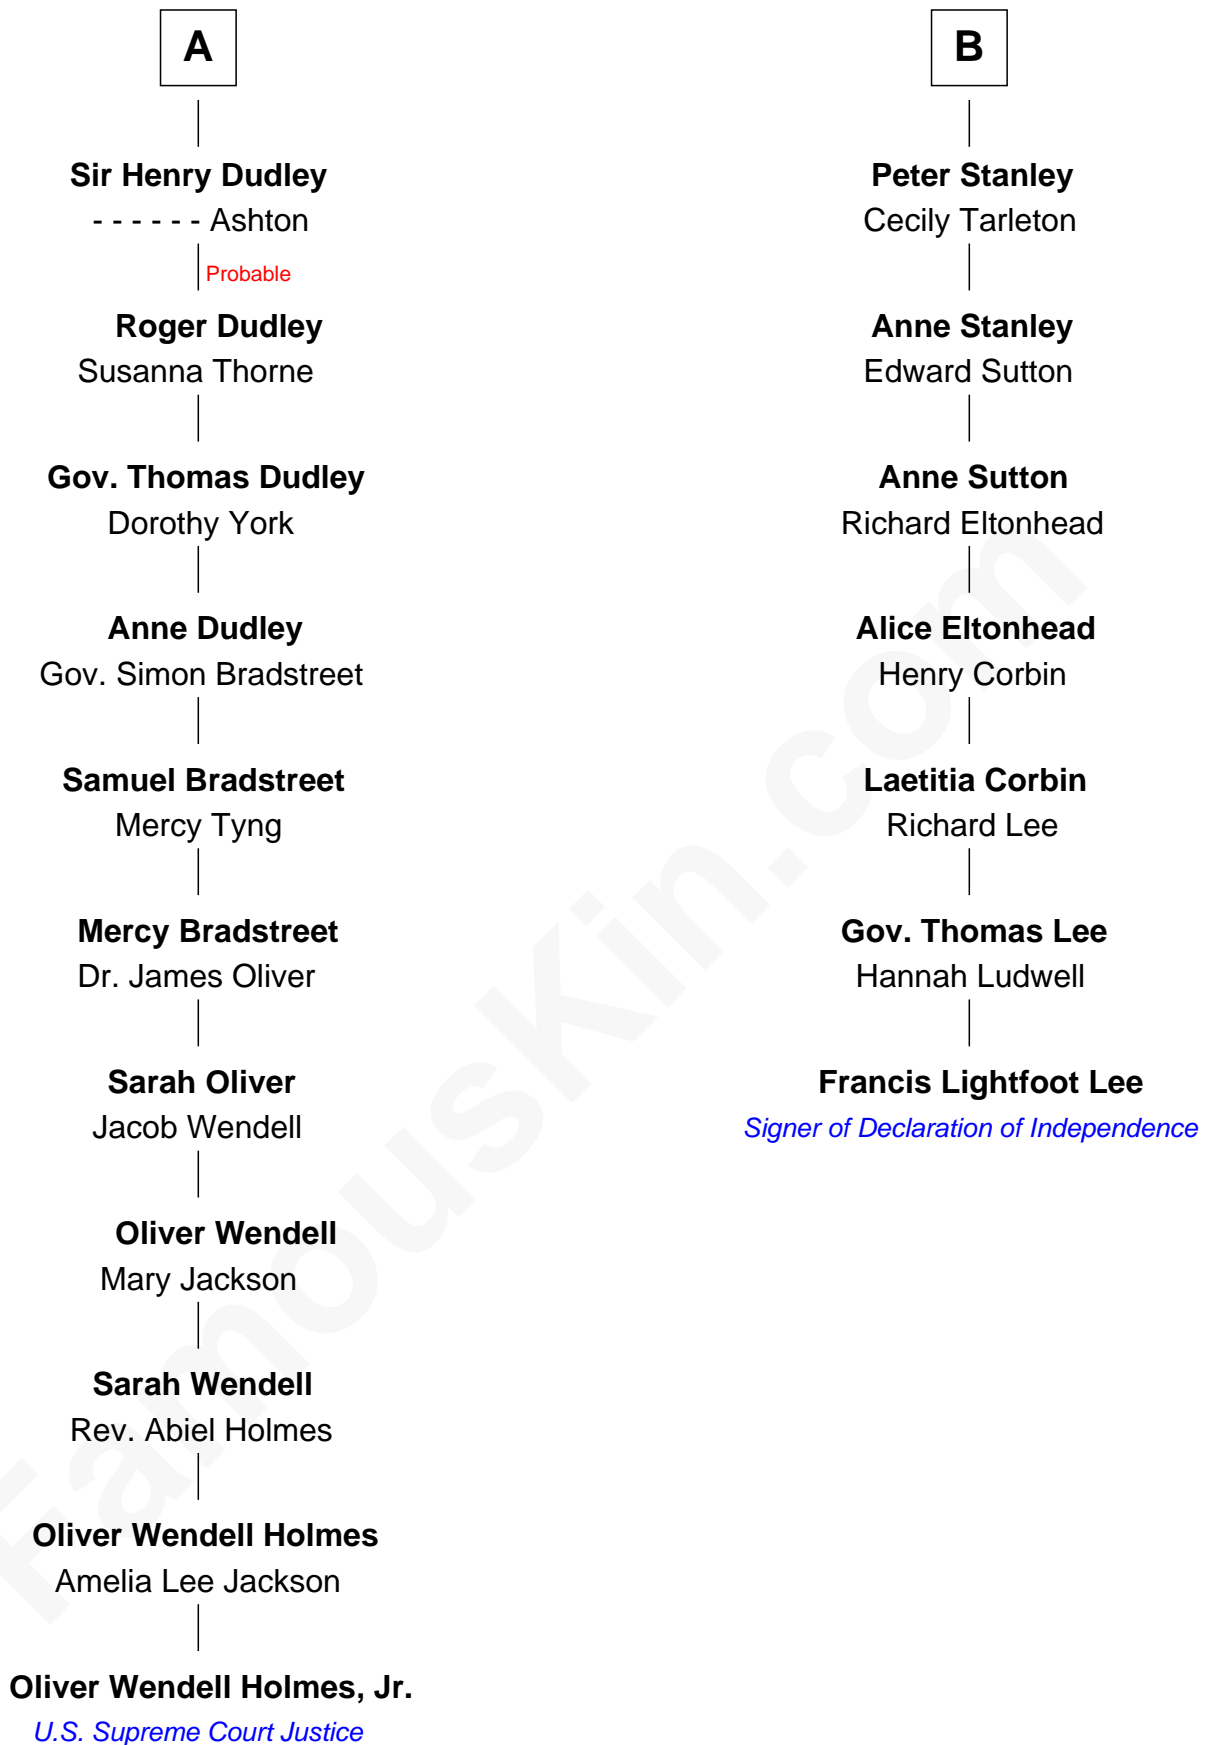 A
Sir Henry Dudley
- - - - - - Ashton
Probable
Roger Dudley
Susanna Thorne
Gov. Thomas Dudley
Dorothy York
Anne Dudley
Gov. Simon Bradstreet
Samuel Bradstreet
Mercy Tyng
Mercy Bradstreet
Dr. James Oliver
Sarah Oliver
Jacob Wendell
Oliver Wendell
Mary Jackson
Sarah Wendell
Rev. Abiel Holmes
Oliver Wendell Holmes
Amelia Lee Jackson
Oliver Wendell Holmes, Jr.
U.S. Supreme Court Justice
B
Peter Stanley
Cecily Tarleton
Anne Stanley
Edward Sutton
Anne Sutton
Richard Eltonhead
Alice Eltonhead
Henry Corbin
Laetitia Corbin
Richard Lee
Gov. Thomas Lee
Hannah Ludwell
Francis Lightfoot Lee
Signer of Declaration of Independence
FamousKin.com